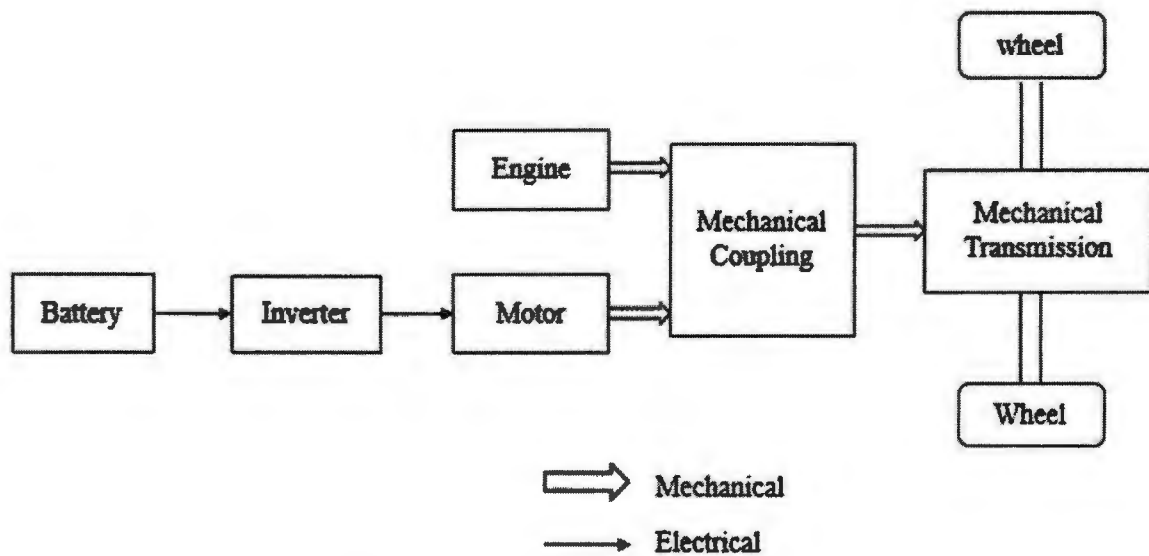 wheel
Engine
Mechanical
Coupling
Mechanical
Transmission
Battery
Inverter
Motor
Wheel
Mechanical
Electrical